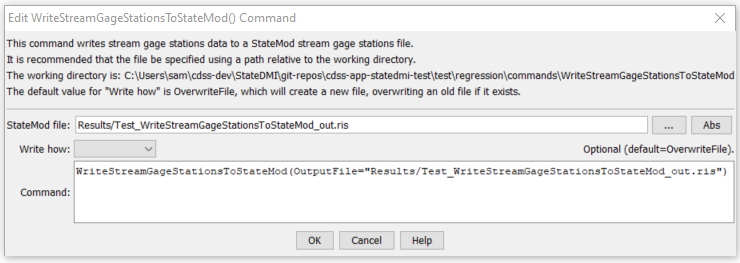 Edit WriteStreamGageStationsToStateMod() Command
This command writes stream gage stations data to a StateMod stream gage stations file.
It is recommended that the file be specified using a path relative to the working directory.
The working directory is: C:\Users\sam\cdss-dev\StateDMI\git-repos\cdss-app-statedmi-test\test\regression\commands\WriteStreamGageStationsToStateMod
The default value for "Write how" is OverwriteFile, which will create a new file, overwriting an old file if it exists.
StateMod file: Results/Test_WriteStreamGageStationsToStateMod_out.ris ... Abs
Write how: Optional (default=OverwriteFile).
Command: WriteStreamGageStationsToStateMod(OutputFile="Results/Test_WriteStreamGageStationsToStateMod_out.ris")
OK Cancel Help